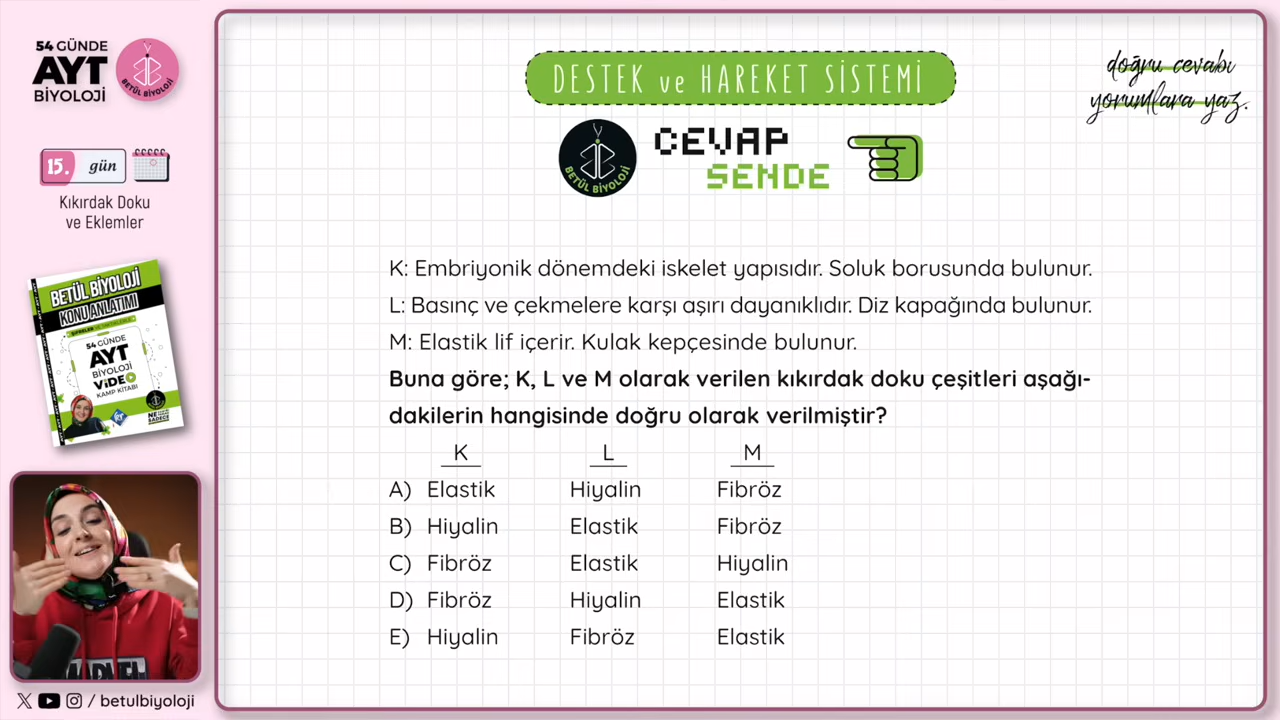 54 GÜNDE
AYT
BİYOLOJİ
BETÜL BİYOLOJİ
15. gün
Kıkırdak Doku
ve Eklemler
BETÜL BİYOLOJİ
KONU ANLATIMI
54 GÜNDE
AYT
BİYOLOJİ
VİDEO
KAMP KİTABI
/ betulbiyoloji
DESTEK ve HAREKET SİSTEMİ
doğru cevabı
yorumlara yaz.
BETÜL BİYOLOJİ
CEVAP
SENDE
K: Embriyonik dönemdeki iskelet yapısıdır. Soluk borusunda bulunur.
L: Basınç ve çekmelere karşı aşırı dayanıklıdır. Diz kapağında bulunur.
M: Elastik lif içerir. Kulak kepçesinde bulunur.
Buna göre; K, L ve M olarak verilen kıkırdak doku çeşitleri aşağı-
dakilerin hangisinde doğru olarak verilmiştir?
K L M
A) Elastik Hiyalin Fibröz
B) Hiyalin Elastik Fibröz
C) Fibröz Elastik Hiyalin
D) Fibröz Hiyalin Elastik
E) Hiyalin Fibröz Elastik